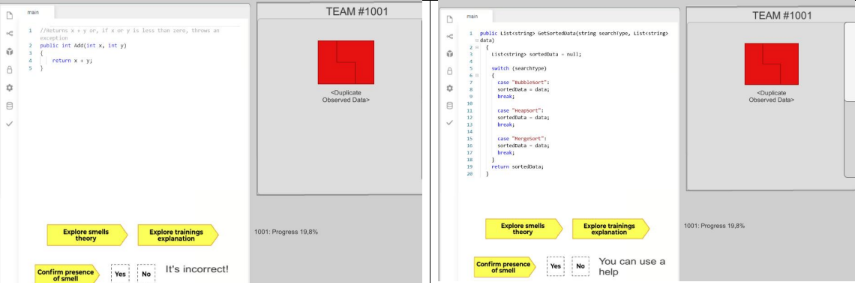 main
1 //Returns x + y or, if x or y is less than zero, throws an
exception
2 public int Add(int x, int y)
3 {
4 return x + y;
5 }
TEAM #1001
<Duplicate
Observed Data>
Explore smells
theory
Explore trainings
explanation
1001: Progress 19,8%
Confirm presence
of smell
Yes
No
It's incorrect!
main
1 public List<string> GetSortedData(string searchType, List<string>
data)
2 {
3 List<string> sortedData = null;
4
5 switch (searchType)
6 {
7 case "BubbleSort":
8 sortedData = data;
9 break;
10
11 case "HeapSort":
12 sortedData = data;
13 break;
14
15 case "MergeSort":
16 sortedData = data;
17 break;
18 }
19 return sortedData;
20 }
TEAM #1001
<Duplicate
Observed Data>
Explore smells
theory
Explore trainings
explanation
1001: Progress 19,8%
Confirm presence
of smell
Yes
No
You can use a
help